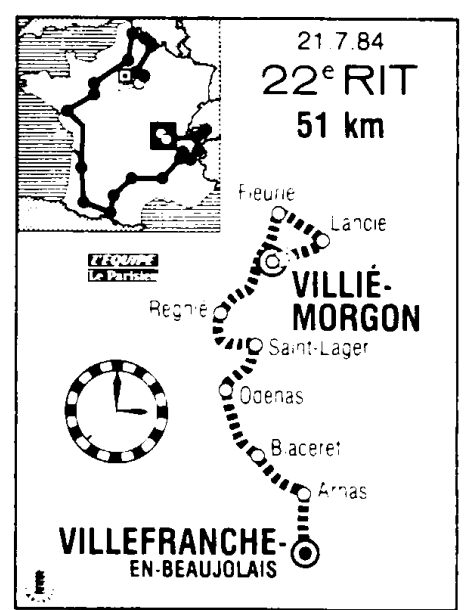 21.7.84
22e RIT
51 km
Fleurie
Lancie
L'EQUIPE
Le Parisien
VILLIÉ-
MORGON
Regnié
Saint-Lager
Odenas
Blaceret
Arnas
VILLEFRANCHE-
EN-BEAUJOLAIS